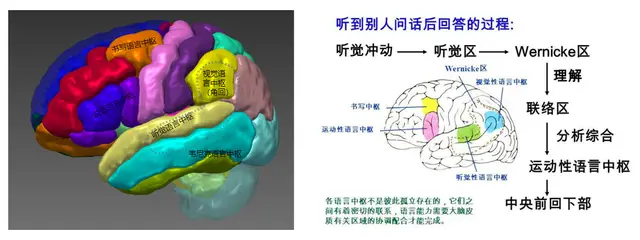 书写语言中枢
视觉语
言中枢
(角回)
听觉语言中枢
韦尼克语言中枢
听到别人问话后回答的过程:
听觉冲动 听觉区 Wernicke区
理解
联络区
分析综合
运动性语言中枢
中央前回下部
Wernicke区
视觉性语言中枢
书写中枢
运动性语言中枢
听觉性语言中枢
各语言中枢不是彼此孤立存在的，它们之
间有着密切的联系，语言能力需要大脑皮
质有关区域的协调配合才能完成。